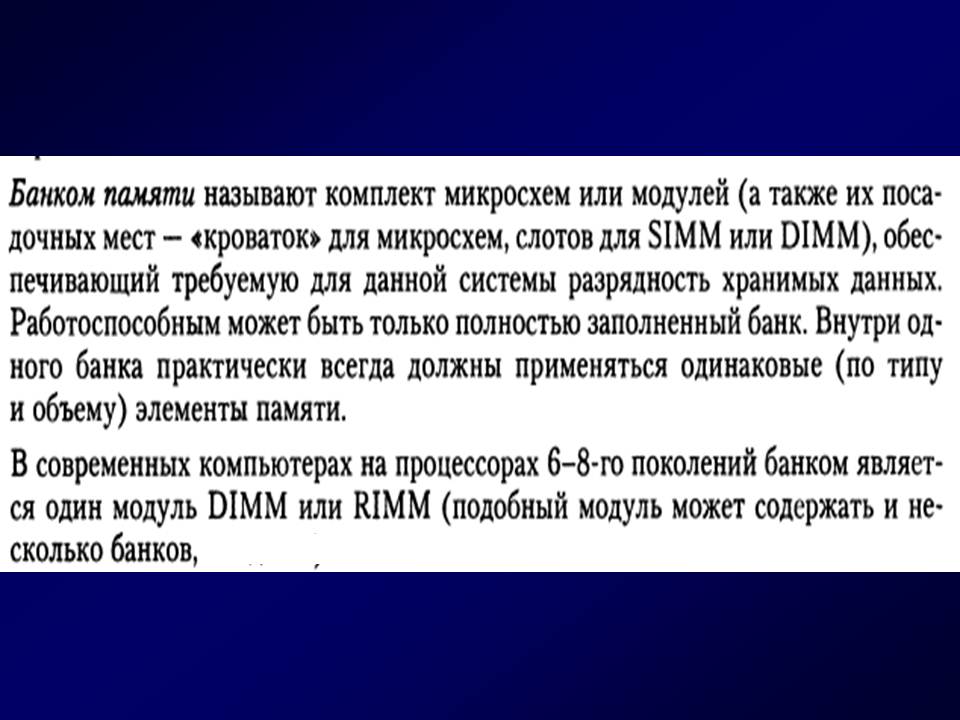 Банком памяти называют комплект микросхем или модулей (а также их поса-
дочных мест – «кроваток» для микросхем, слотов для SIMM или DIMM), обес-
печивающий требуемую для данной системы разрядность хранимых данных.
Работоспособным может быть только полностью заполненный банк. Внутри од-
ного банка практически всегда должны применяться одинаковые (по типу
и объему) элементы памяти.
В современных компьютерах на процессорах 6–8-го поколений банком являет-
ся один модуль DIMM или RIMM (подобный модуль может содержать и не-
сколько банков,